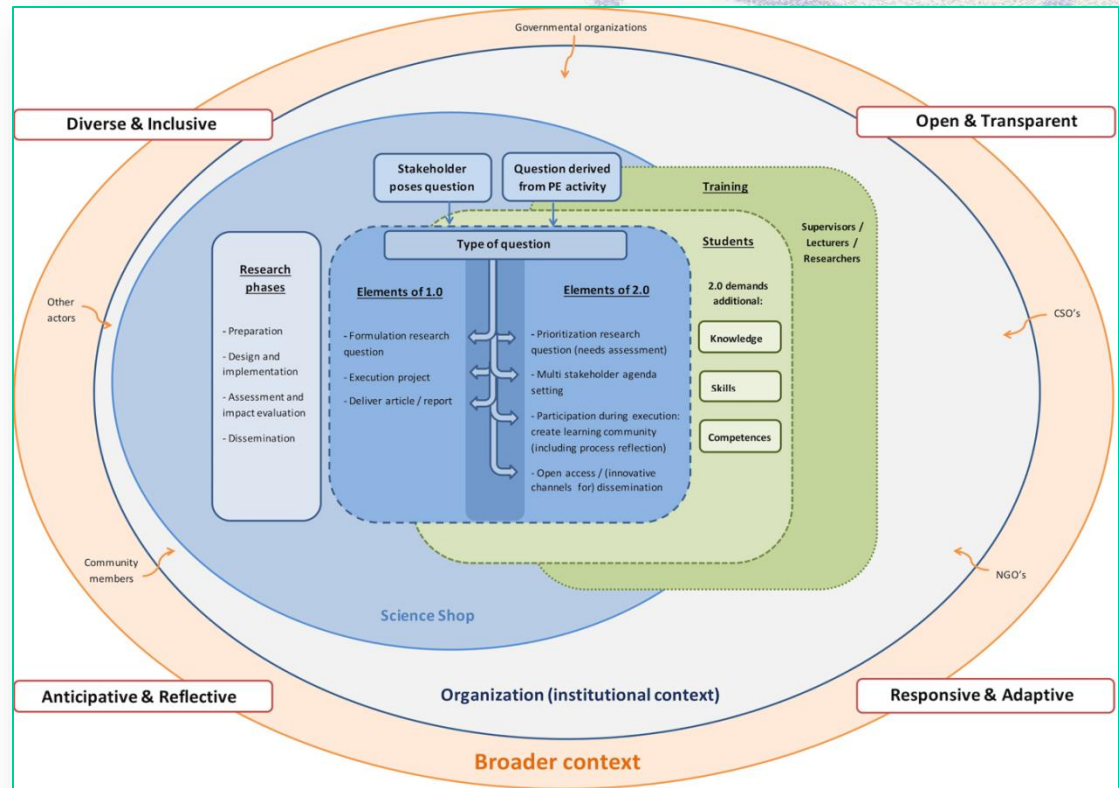 Governmental organizations
Diverse & Inclusive
Open & Transparent
Stakeholder
poses question
Question derived
from PE activity
Training
Type of question
Students
Supervisors /
Lecturers /
Researchers
Research
phases
- Preparation
- Design and
implementation
- Assessment and
impact evaluation
- Dissemination
Elements of 1.0
- Formulation research
question
- Execution project
- Deliver article / report
Elements of 2.0
- Prioritization research
question (needs assessment)
- Multi stakeholder agenda
setting
- Participation during execution:
create learning community
(including process reflection)
- Open access / (innovative
channels for) dissemination
2.0 demands
additional:
Knowledge
Skills
Competences
Other
actors
CSO's
Community
members
NGO's
Science Shop
Organization (institutional context)
Anticipative & Reflective
Responsive & Adaptive
Broader context